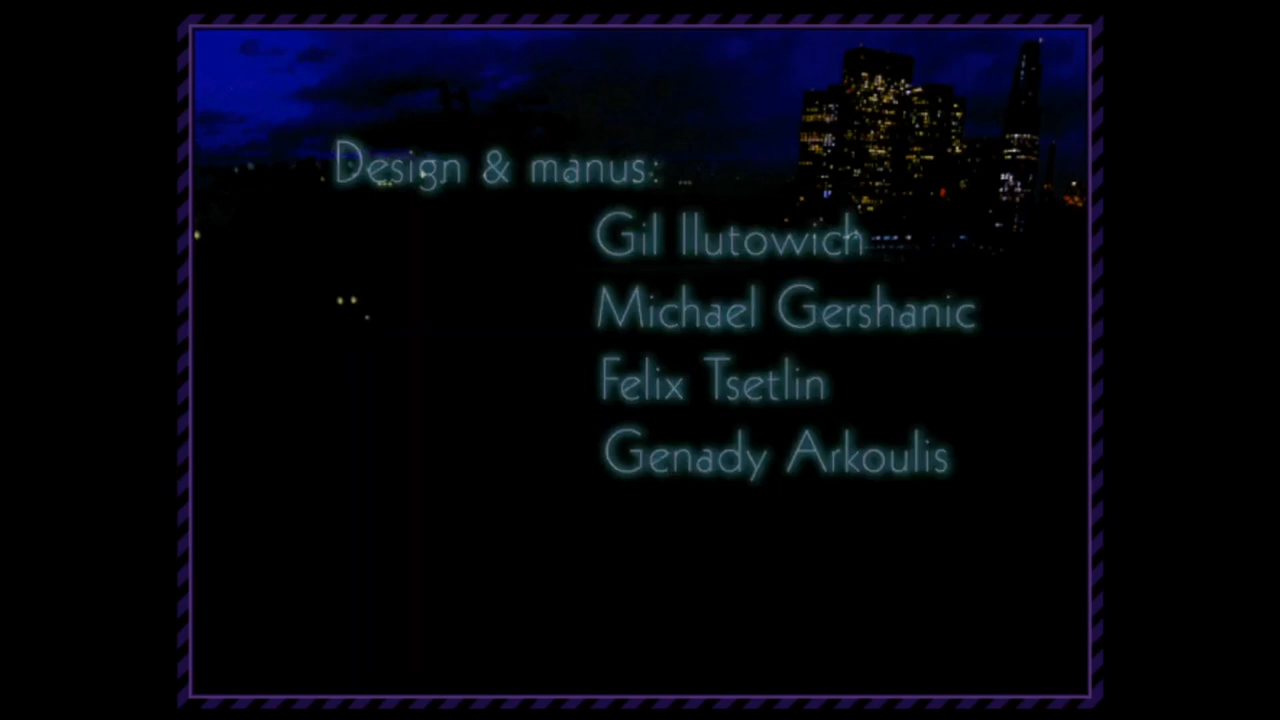 Design & manus:
Gil Ilutowich
Michael Gershanic
Felix Tsetlin
Genady Arkoulis